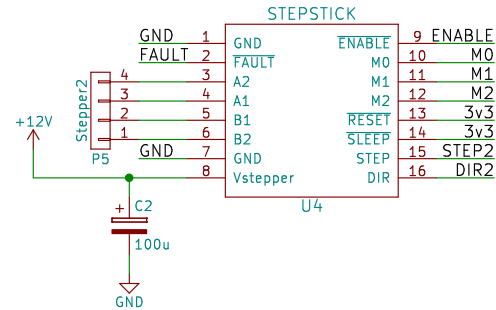 STEPSTICK
GND 1 GND ENABLE 9 ENABLE
FAULT 2 FAULT M0 10 M0
4 3 A2 M1 11 M1
3 4 A1 M2 12 M2
2 5 B1 RESET 13 3v3
1 6 B2 SLEEP 14 3v3
GND 7 GND STEP 15 STEP2
8 Vstepper DIR 16 DIR2
Stepper2
P5
U4
+12V
+ C2
100u
GND